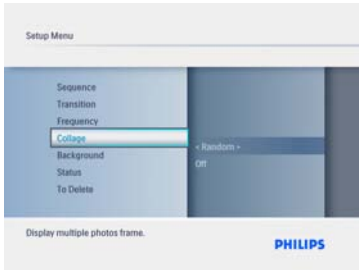 Setup Menu
Sequence
Transition
Frequency
Collage
Background
Status
To Delete
< Random >
Off
Display multiple photos frame.
PHILIPS